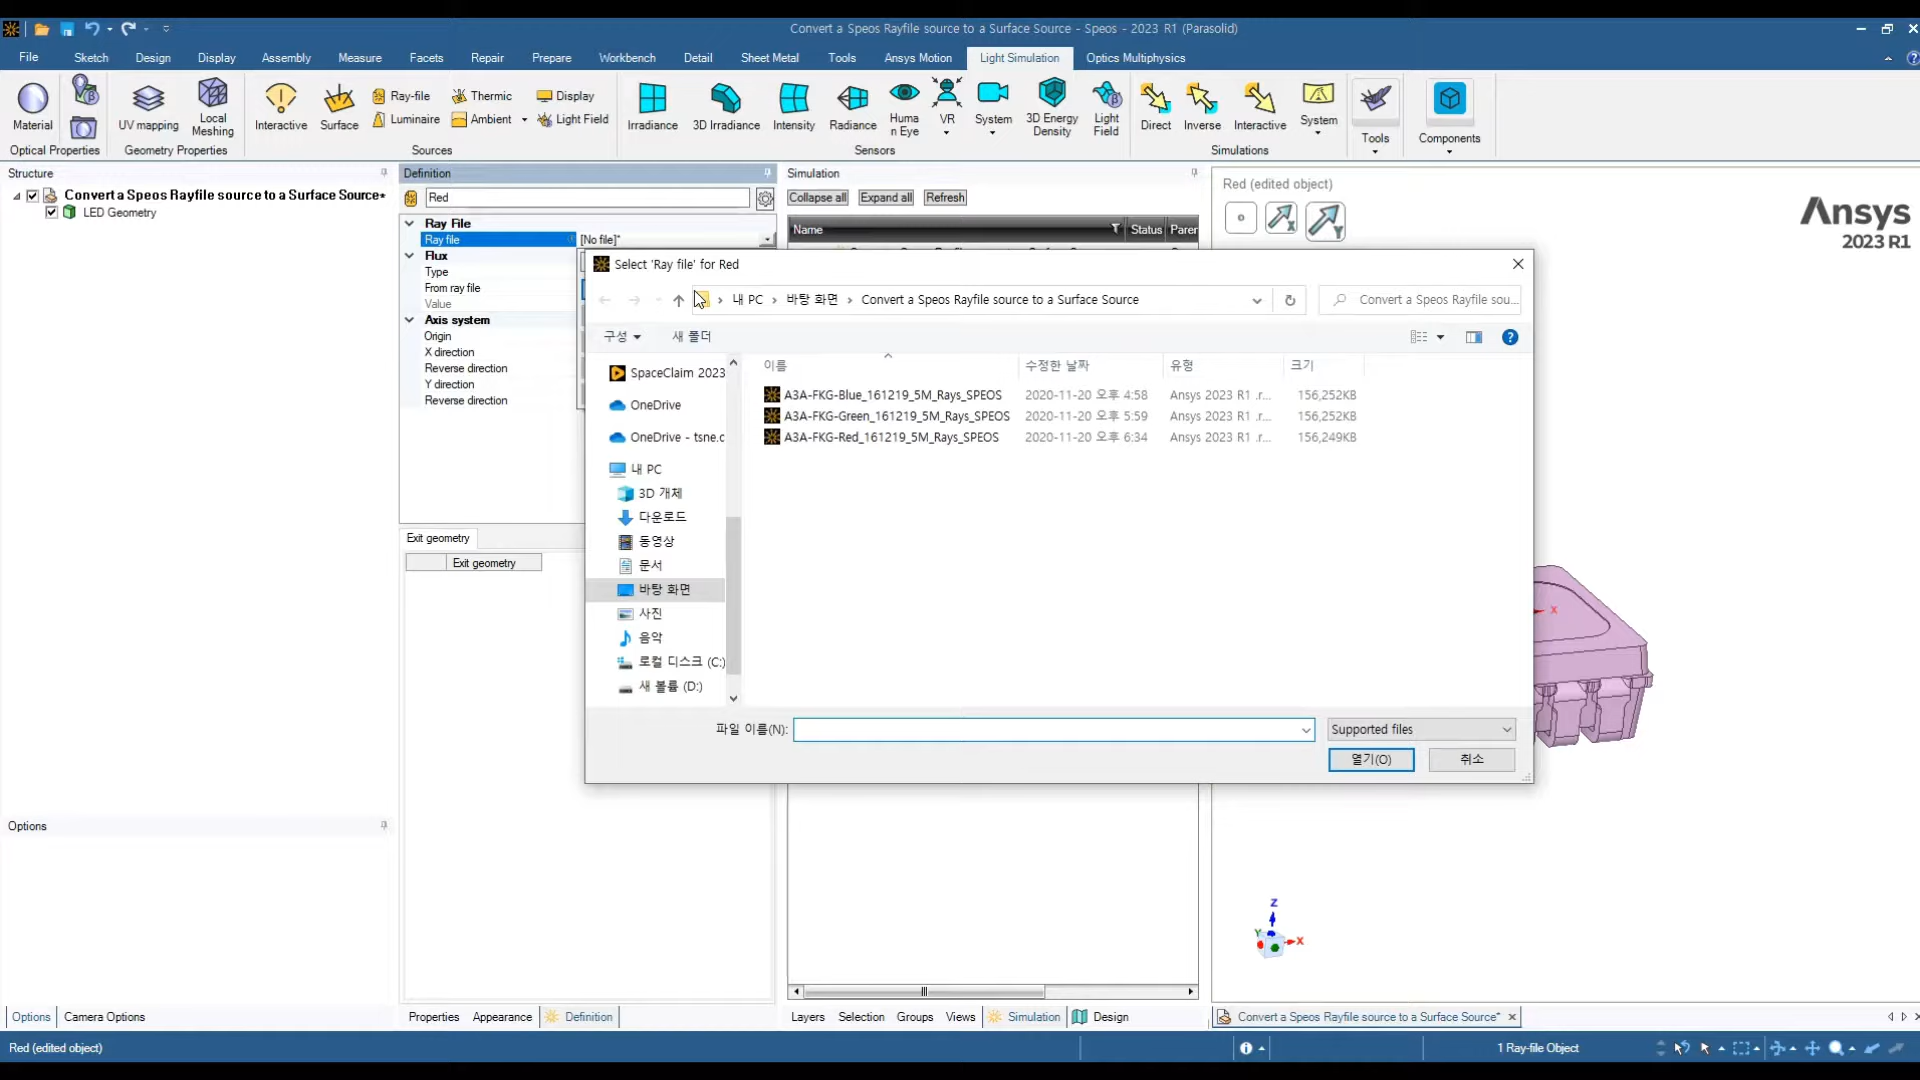 Convert a Speos Rayfile source to a Surface Source - Speos - 2023 R1 (Parasolid)
File Sketch Design Display Assembly Measure Facets Repair Prepare Workbench Detail Sheet Metal Tools Ansys Motion Light Simulation Optics Multiphysics
Material UV mapping Local Meshing Interactive Surface Ray-file Thermic Display Luminaire Ambient Light Field Irradiance 3D Irradiance Intensity Radiance Huma n Eye VR System 3D Energy Density Light Field Direct Inverse Interactive System Tools Components
Optical Properties Geometry Properties Sources Sensors Simulations
Structure
Convert a Speos Rayfile source to a Surface Source*
LED Geometry
Options
Options Camera Options
Definition
Red
Ray File
Ray file [No file]*
Flux
Type
From ray file
Value
Axis system
Origin
X direction
Reverse direction
Y direction
Reverse direction
Exit geometry
Exit geometry
Properties Appearance Definition
Simulation
Collapse all Expand all Refresh
Name Status Parer
Layers Selection Groups Views Simulation Design
Red (edited object)
X
Y
Ansys
2023 R1
Select 'Ray file' for Red
내 PC 바탕 화면 Convert a Speos Rayfile source to a Surface Source
Convert a Speos Rayfile sou...
구성 새 폴더
SpaceClaim 2023
OneDrive
OneDrive - tsne.c
내 PC
3D 개체
다운로드
동영상
문서
바탕 화면
사진
음악
로컬 디스크 (C:)
새 볼륨 (D:)
이름 수정한 날짜 유형 크기
A3A-FKG-Blue_161219_5M_Rays_SPEOS 2020-11-20 오후 4:58 Ansys 2023 R1 .r... 156,252KB
A3A-FKG-Green_161219_5M_Rays_SPEOS 2020-11-20 오후 5:59 Ansys 2023 R1 .r... 156,252KB
A3A-FKG-Red_161219_5M_Rays_SPEOS 2020-11-20 오후 6:34 Ansys 2023 R1 .r... 156,249KB
파일 이름(N): Supported files
열기(O) 취소
X
Z
Y
X
Convert a Speos Rayfile source to a Surface Source*
Red (edited object) 1 Ray-file Object